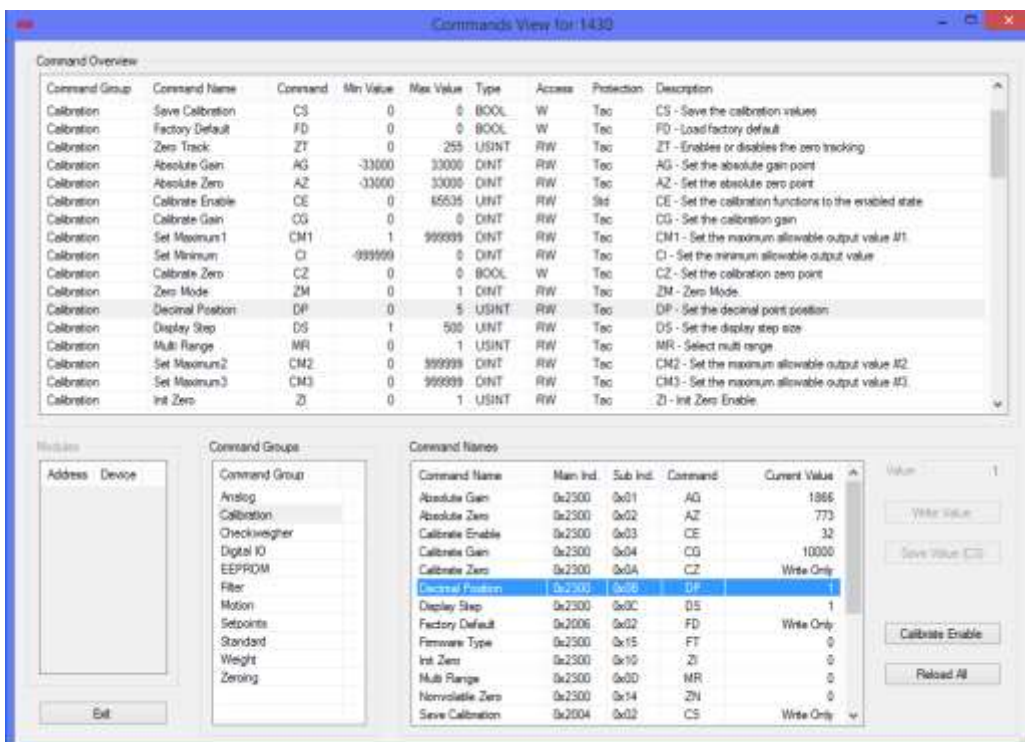 Commands View for 1430
Command Overview
Command Group Command Name Command Min Value Max Value Type Access Protection Description
Calibration Save Calibration CS 0 0 BOOL W Tac CS - Save the calibration values
Calibration Factory Default FD 0 0 BOOL W Tac FD - Load factory default
Calibration Zero Track ZT 0 255 USINT RW Tac ZT - Enables or disables the zero tracking
Calibration Absolute Gain AG -33000 33000 DINT RW Tac AG - Set the absolute gain point
Calibration Absolute Zero AZ -33000 33000 DINT RW Tac AZ - Set the absolute zero point
Calibration Calibrate Enable CE 0 65535 UINT RW Std CE - Set the calibration functions to the enabled state
Calibration Calibrate Gain CG 0 0 DINT RW Tac CG - Set the calibration gain
Calibration Set Maximum1 CM1 1 999999 DINT RW Tac CM1 - Set the maximum allowable output value #1.
Calibration Set Minimum CI -999999 0 DINT RW Tac CI - Set the minimum allowable output value
Calibration Calibrate Zero CZ 0 0 BOOL W Tac CZ - Set the calibration zero point
Calibration Zero Mode ZM 0 1 DINT RW Tac ZM - Zero Mode.
Calibration Decimal Position DP 0 5 USINT RW Tac DP - Set the decimal point position
Calibration Display Step DS 1 500 UINT RW Tac DS - Set the display step size
Calibration Multi Range MR 0 1 USINT RW Tac MR - Select multi range
Calibration Set Maximum2 CM2 0 999999 DINT RW Tac CM2 - Set the maximum allowable output value #2.
Calibration Set Maximum3 CM3 0 999999 DINT RW Tac CM3 - Set the maximum allowable output value #3.
Calibration Init Zero ZI 0 1 USINT RW Tac ZI - Init Zero Enable.
Modules
Address Device
Exit
Command Groups
Command Group
Analog
Calibration
Checkweigher
Digital IO
EEPROM
Filter
Motion
Setpoints
Standard
Weight
Zeroing
Command Names
Command Name Main Ind. Sub Ind. Command Current Value
Absolute Gain 0x2300 0x01 AG 1866
Absolute Zero 0x2300 0x02 AZ 773
Calibrate Enable 0x2300 0x03 CE 32
Calibrate Gain 0x2300 0x04 CG 10000
Calibrate Zero 0x2300 0x0A CZ Write Only
Decimal Position 0x2300 DP 1
Display Step 0x2300 0x0C DS 1
Factory Default 0x2006 0x02 FD Write Only
Firmware Type 0x2300 0x15 FT 0
Init Zero 0x2300 0x10 ZI 0
Multi Range 0x2300 0x0D MR 0
Nonvolatile Zero 0x2300 0x14 ZN 0
Save Calibration 0x2004 0x02 CS Write Only
Value 1
Write Value
Save Value (CS)
Calibrate Enable
Reload All